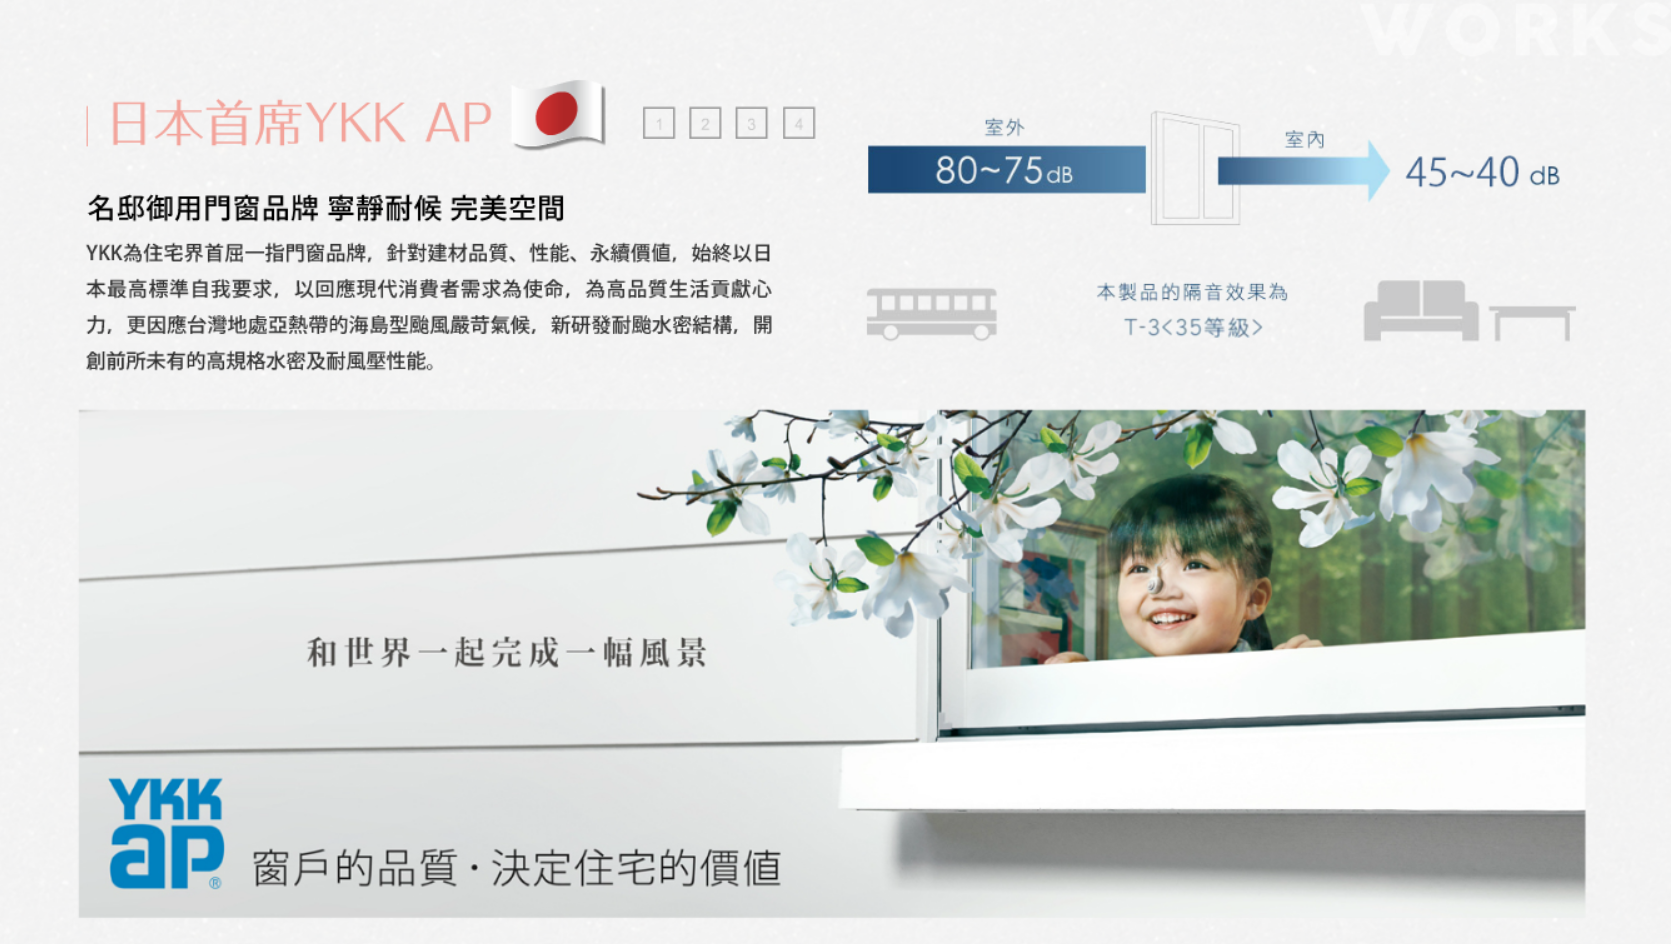 WORKS
日本首席YKK AP
1 2 3 4
名邸御用門窗品牌 寧靜耐候 完美空間
YKK為住宅界首屈一指門窗品牌，針對建材品質、性能、永續價值，始終以日
本最高標準自我要求，以回應現代消費者需求為使命，為高品質生活貢獻心
力，更因應台灣地處亞熱帶的海島型颱風嚴苛氣候，新研發耐颱水密結構，開
創前所未有的高規格水密及耐風壓性能。
室外
80~75dB
室內
45~40 dB
本製品的隔音效果為
T-3<35等級>
和世界一起完成一幅風景
YKK
ap®
窗戶的品質·決定住宅的價值